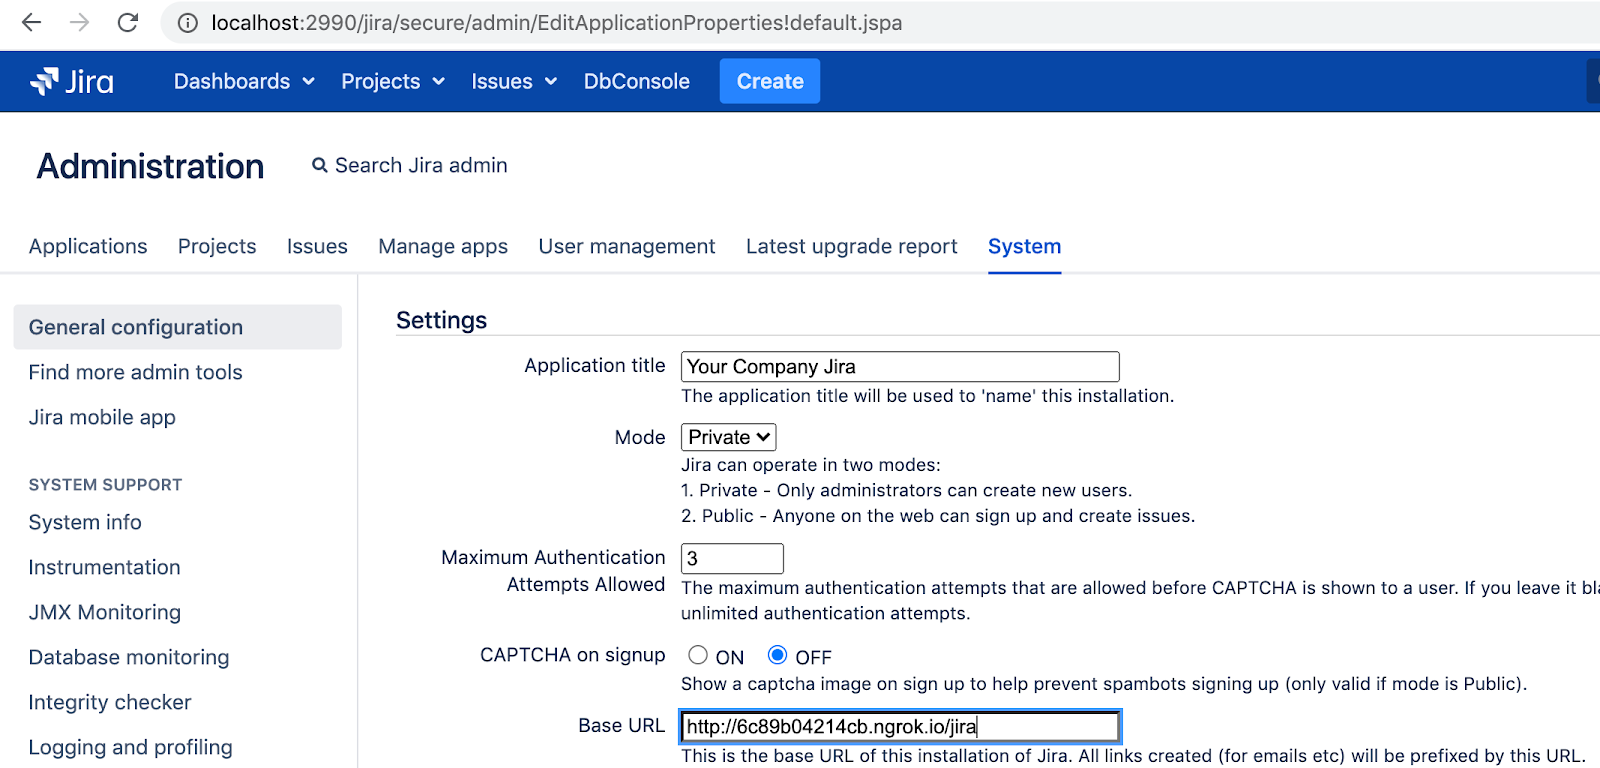 localhost:2990/jira/secure/admin/EditApplicationProperties!default.jspa
Jira Dashboards Projects Issues DbConsole Create
Administration Search Jira admin
Applications Projects Issues Manage apps User management Latest upgrade report System
General configuration
Find more admin tools
Jira mobile app
SYSTEM SUPPORT
System info
Instrumentation
JMX Monitoring
Database monitoring
Integrity checker
Logging and profiling
Settings
Application title Your Company Jira
The application title will be used to 'name' this installation.
Mode Private
Jira can operate in two modes:
1. Private - Only administrators can create new users.
2. Public - Anyone on the web can sign up and create issues.
Maximum Authentication
Attempts Allowed
3
The maximum authentication attempts that are allowed before CAPTCHA is shown to a user. If you leave it
unlimited authentication attempts.
CAPTCHA on signup ON OFF
Show a captcha image on sign up to help prevent spambots signing up (only valid if mode is Public).
Base URL http://6c89b04214cb.ngrok.io/jira
This is the base URL of this installation of Jira. All links created (for emails etc) will be prefixed by this URL.